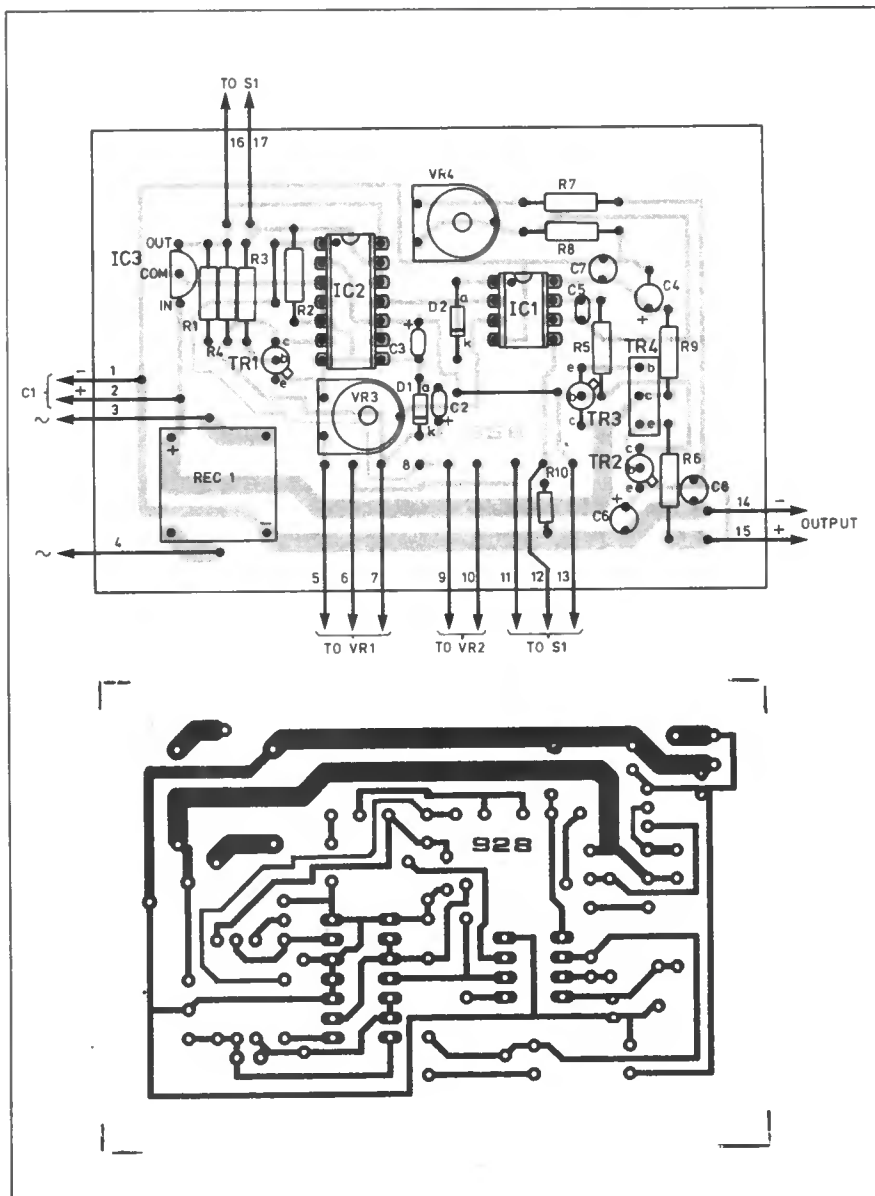 TO S1
16 17
VR4
R7
R8
OUT
IC3
COM
IN
R3
R1
R4
R2
IC2
TR1
c
b
e
C3
+
D2
a
k
IC1
C7
C5
C4
+
R5
TR4
b
c
e
R9
e
b
c
TR3
C1
-
+
1
2
~ 3
VR3
D1
a
k
C2
+
REC 1
+
-
8
R10
TR2
c
b
e
R6
C8
C6
+
14 -
15 +
OUTPUT
~ 4
5 6 7 9 10 11 12 13
TO VR1 TO VR2 TO S1
928